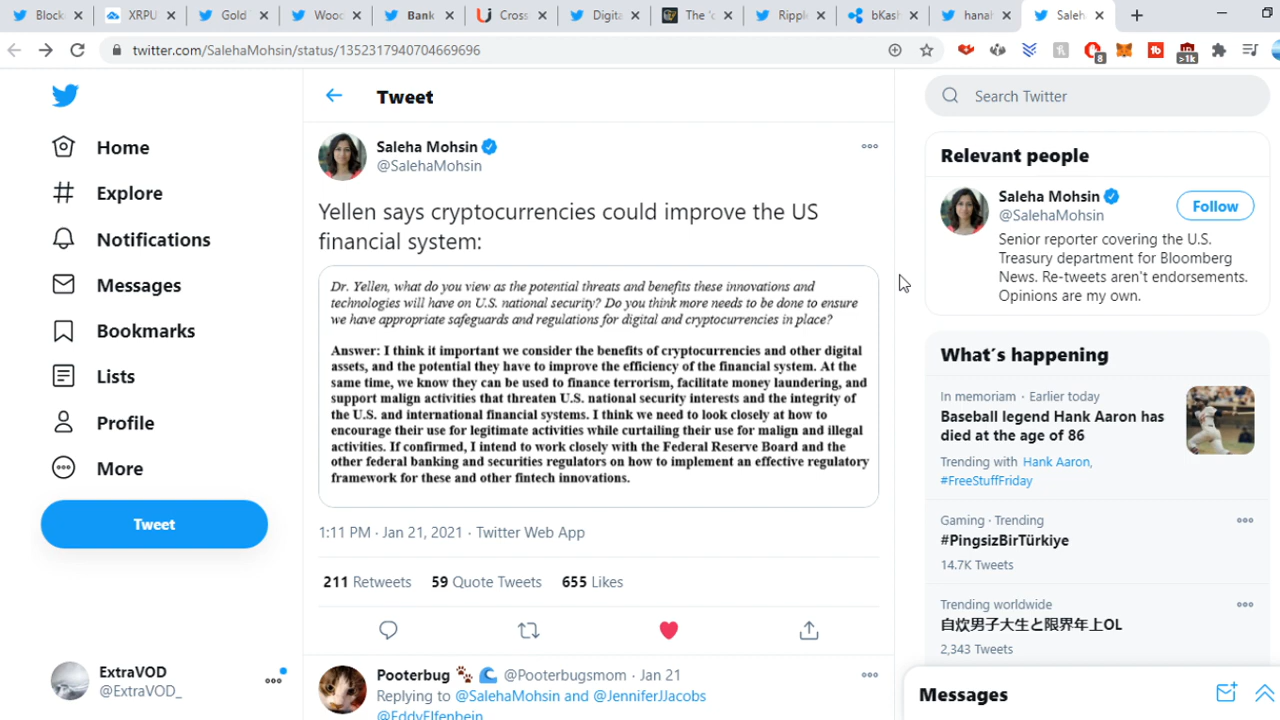 Block
XRPU
Gold
Wooc
Bank
Cross
Digita
The '
Ripple
bKash
hanah
Saleh
twitter.com/SalehaMohsin/status/1352317940704669696
8
>1k
Home
Explore
Notifications
Messages
Bookmarks
Lists
Profile
More
Tweet
ExtraVOD
@ExtraVOD_
Tweet
Saleha Mohsin
@SalehaMohsin
Yellen says cryptocurrencies could improve the US
financial system:
Dr. Yellen, what do you view as the potential threats and benefits these innovations and
technologies will have on U.S. national security? Do you think more needs to be done to ensure
we have appropriate safeguards and regulations for digital and cryptocurrencies in place?
Answer: I think it important we consider the benefits of cryptocurrencies and other digital
assets, and the potential they have to improve the efficiency of the financial system. At the
same time, we know they can be used to finance terrorism, facilitate money laundering, and
support malign activities that threaten U.S. national security interests and the integrity of
the U.S. and international financial systems. I think we need to look closely at how to
encourage their use for legitimate activities while curtailing their use for malign and illegal
activities. If confirmed, I intend to work closely with the Federal Reserve Board and the
other federal banking and securities regulators on how to implement an effective regulatory
framework for these and other fintech innovations.
1:11 PM · Jan 21, 2021 · Twitter Web App
211 Retweets 59 Quote Tweets 655 Likes
Pooterbug @Pooterbugsmom · Jan 21
Replying to @SalehaMohsin and @JenniferJJacobs
@EddyElfenbein
Search Twitter
Relevant people
Saleha Mohsin
@SalehaMohsin
Follow
Senior reporter covering the U.S.
Treasury department for Bloomberg
News. Re-tweets aren't endorsements.
Opinions are my own.
What's happening
In memoriam · Earlier today
Baseball legend Hank Aaron has
died at the age of 86
Trending with Hank Aaron,
#FreeStuffFriday
Gaming · Trending
#PingsizBirTürkiye
14.7K Tweets
Trending worldwide
自炊男子大生と限界年上OL
2,343 Tweets
Messages